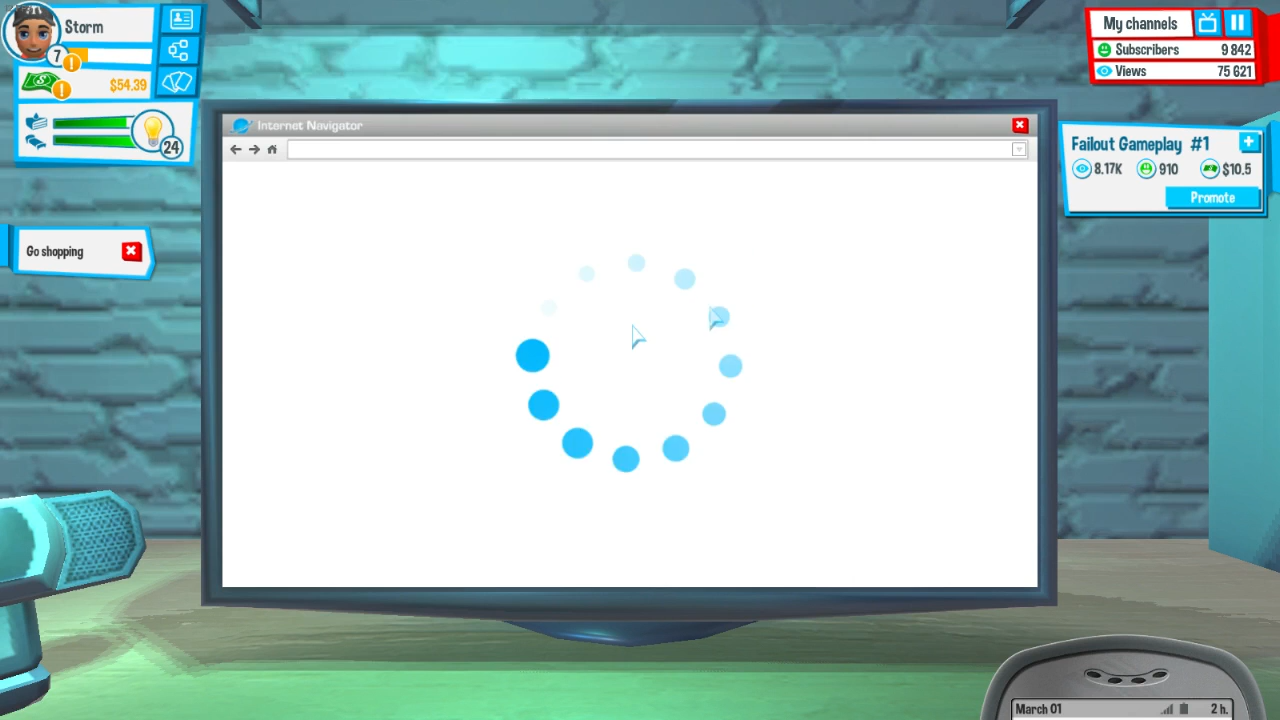 Storm
7
$54.39
24
Go shopping
Internet Navigator
My channels
Subscribers 9 842
Views 75 621
Failout Gameplay #1
8.17K 910 $10.5
Promote
March 01 2 h.